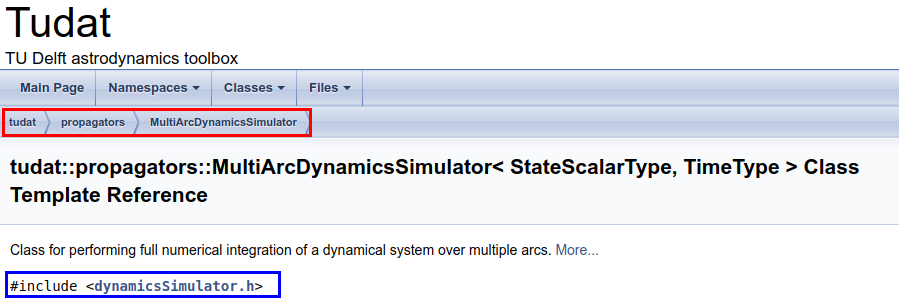 Tudat
TU Delft astrodynamics toolbox
Main Page Namespaces Classes Files
tudat propagators MultiArcDynamicsSimulator
tudat::propagators::MultiArcDynamicsSimulator< StateScalarType, TimeType > Class
Template Reference
Class for performing full numerical integration of a dynamical system over multiple arcs. More...
#include <dynamicsSimulator.h>